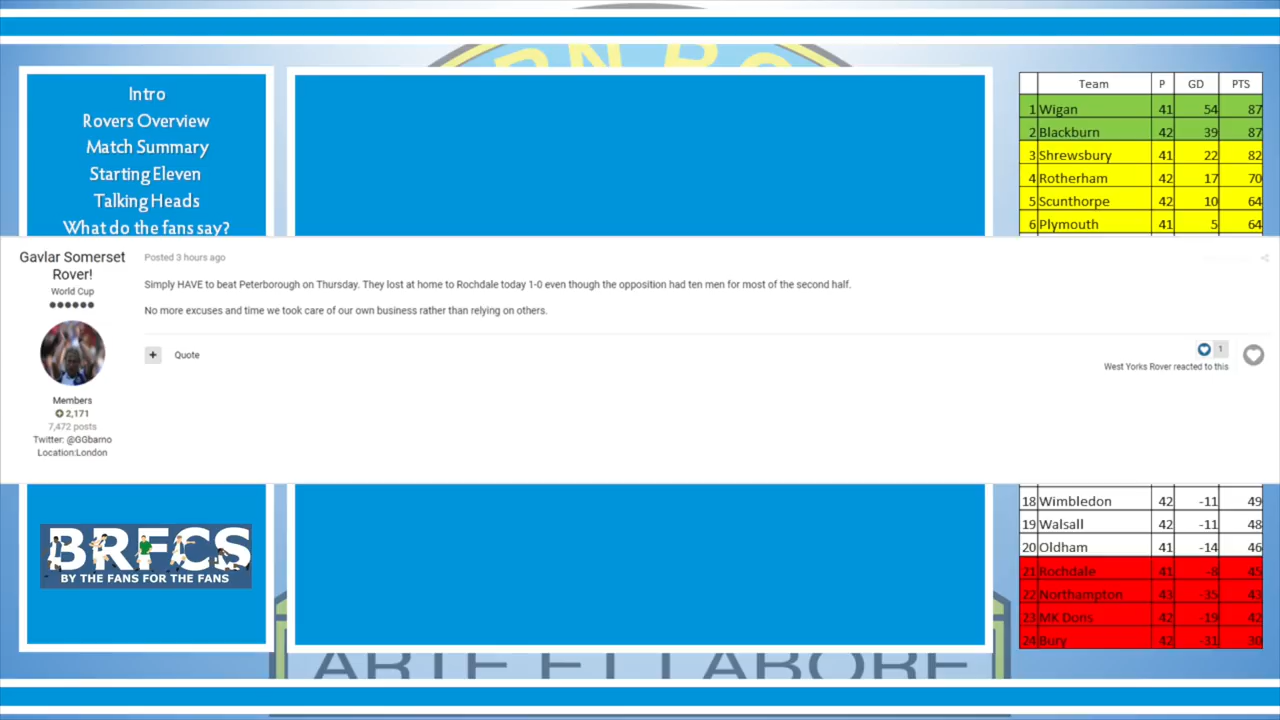 RN RO
Intro
Rovers Overview
Match Summary
Starting Eleven
Talking Heads
What do the fans say?
Team P GD PTS
1 Wigan 41 54 87
2 Blackburn 42 39 87
3 Shrewsbury 41 22 82
4 Rotherham 42 17 70
5 Scunthorpe 42 10 64
6 Plymouth 41 5 64
Gavlar Somerset
Rover!
World Cup
Members
2,171
7,472 posts
Twitter: @GGbarno
Location:London
Posted 3 hours ago
Simply HAVE to beat Peterborough on Thursday. They lost at home to Rochdale today 1-0 even though the opposition had ten men for most of the second half.
No more excuses and time we took care of our own business rather than relying on others.
+ Quote
1
West Yorks Rover reacted to this
18 Wimbledon 42 -11 49
19 Walsall 42 -11 48
20 Oldham 41 -14 46
21 Rochdale 41 -8 45
22 Northampton 43 -35 43
23 MK Dons 42 -19 42
24 Bury 42 -31 30
BRFCS
BY THE FANS FOR THE FANS
ARTE ET LABORE